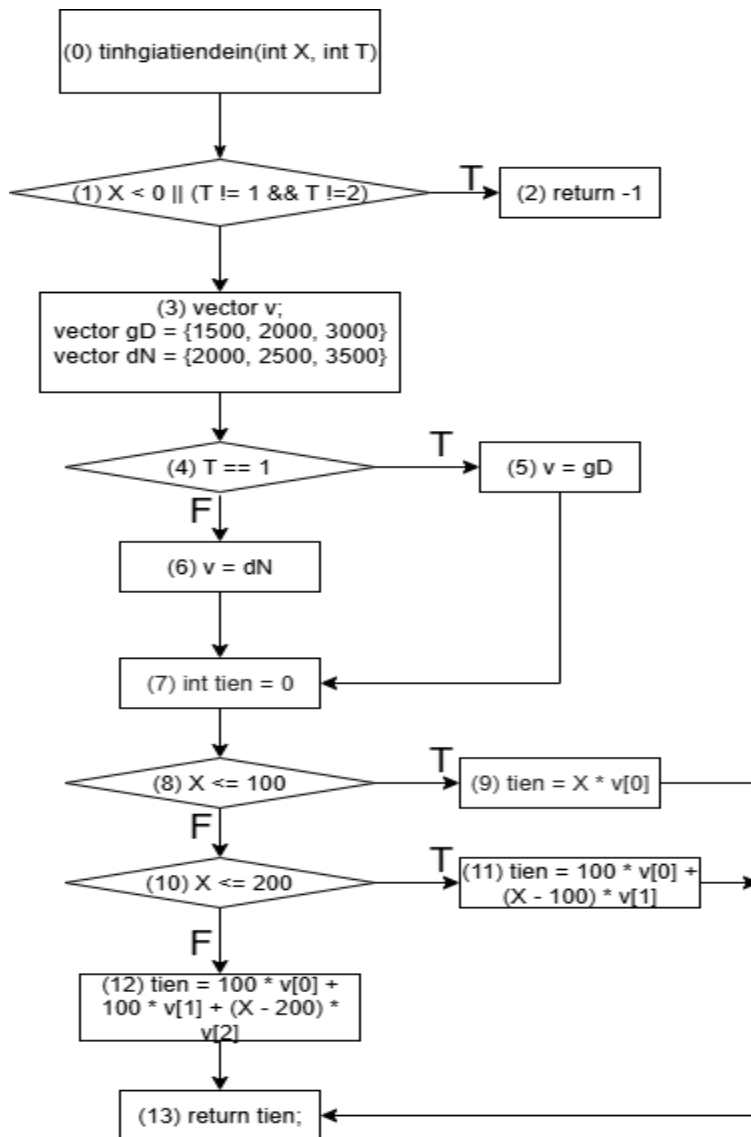 (0) tinhgiatiendein(int X, int T)
(1) X < 0 || (T != 1 && T !=2)
T
(2) return -1
(3) vector v;
vector gD = {1500, 2000, 3000}
vector dN = {2000, 2500, 3500}
(4) T == 1
T
(5) v = gD
F
(6) v = dN
(7) int tien = 0
(8) X <= 100
T
(9) tien = X * v[0]
F
(10) X <= 200
T
(11) tien = 100 * v[0] +
(X - 100) * v[1]
F
(12) tien = 100 * v[0] +
100 * v[1] + (X - 200) *
v[2]
(13) return tien;